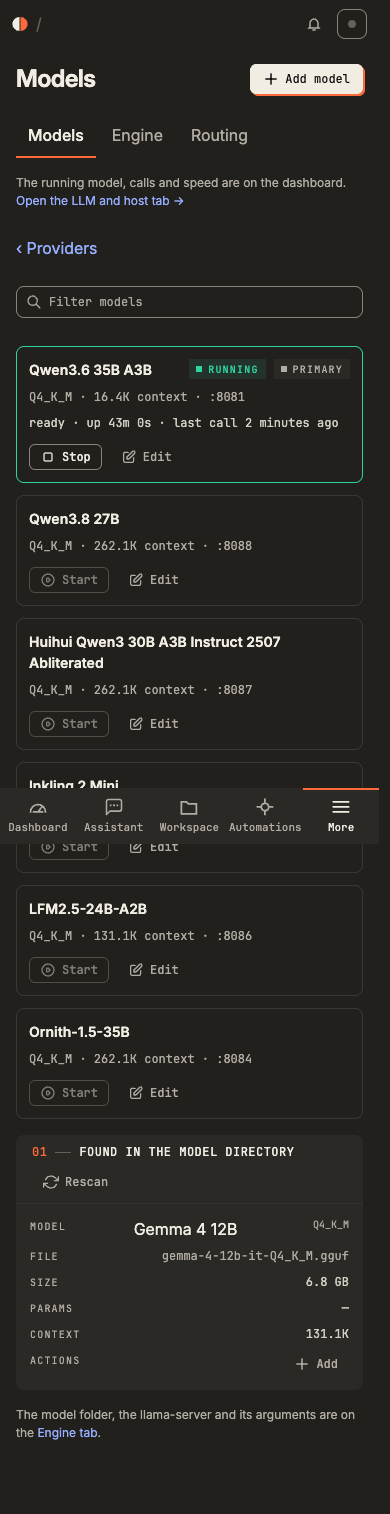 /
Models
+ Add model
Models Engine Routing
The running model, calls and speed are on the dashboard.
Open the LLM and host tab →
‹ Providers
Filter models
Qwen3.6 35B A3B RUNNING PRIMARY
Q4_K_M · 16.4K context · :8081
ready · up 43m 0s · last call 2 minutes ago
Stop Edit
Qwen3.8 27B
Q4_K_M · 262.1K context · :8088
Start Edit
Huihui Qwen3 30B A3B Instruct 2507
Abliterated
Q4_K_M · 262.1K context · :8087
Start Edit
Inkling 2 Mini
Dashboard Assistant Workspace Automations More
Start Edit
LFM2.5-24B-A2B
Q4_K_M · 131.1K context · :8086
Start Edit
Ornith-1.5-35B
Q4_K_M · 262.1K context · :8084
Start Edit
01 — FOUND IN THE MODEL DIRECTORY
Rescan
MODEL Gemma 4 12B Q4_K_M
FILE gemma-4-12b-it-Q4_K_M.gguf
SIZE 6.8 GB
PARAMS —
CONTEXT 131.1K
ACTIONS + Add
The model folder, the llama-server and its arguments are on
the Engine tab.